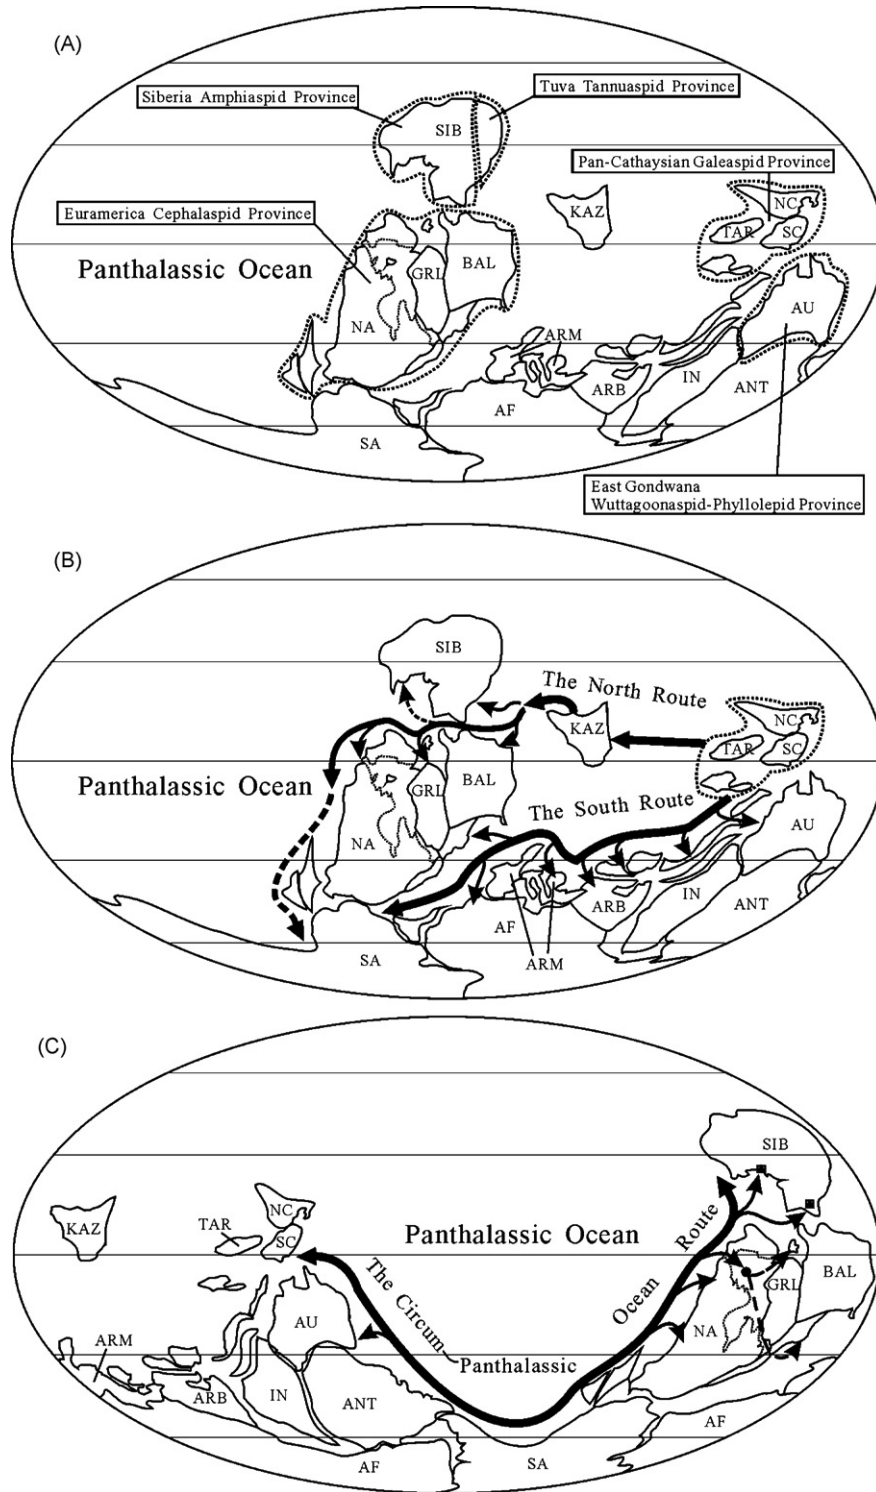 (A)
Siberia Amphiaspid Province
Tuva Tannuaspid Province
SIB
Pan-Cathaysian Galeaspid Province
Euramerica Cephalaspid Province
KAZ
NC
TAR
SC
Panthalassic Ocean
GRL
BAL
NA
AU
ARM
ARB
IN
ANT
AF
SA
East Gondwana
Wuttagoonaspid-Phyllolepid Province
(B)
SIB
The North Route
KAZ
NC
TAR
SC
Panthalassic Ocean
GRL
BAL
The South Route
NA
AU
ARB
IN
ANT
AF
ARM
SA
(C)
SIB
NC
KAZ
TAR
SC
Panthalassic Ocean
Route
The Circum
Ocean
GRL
BAL
AU
NA
ARM
Panthalassic
ARB
IN
ANT
AF
AF
SA